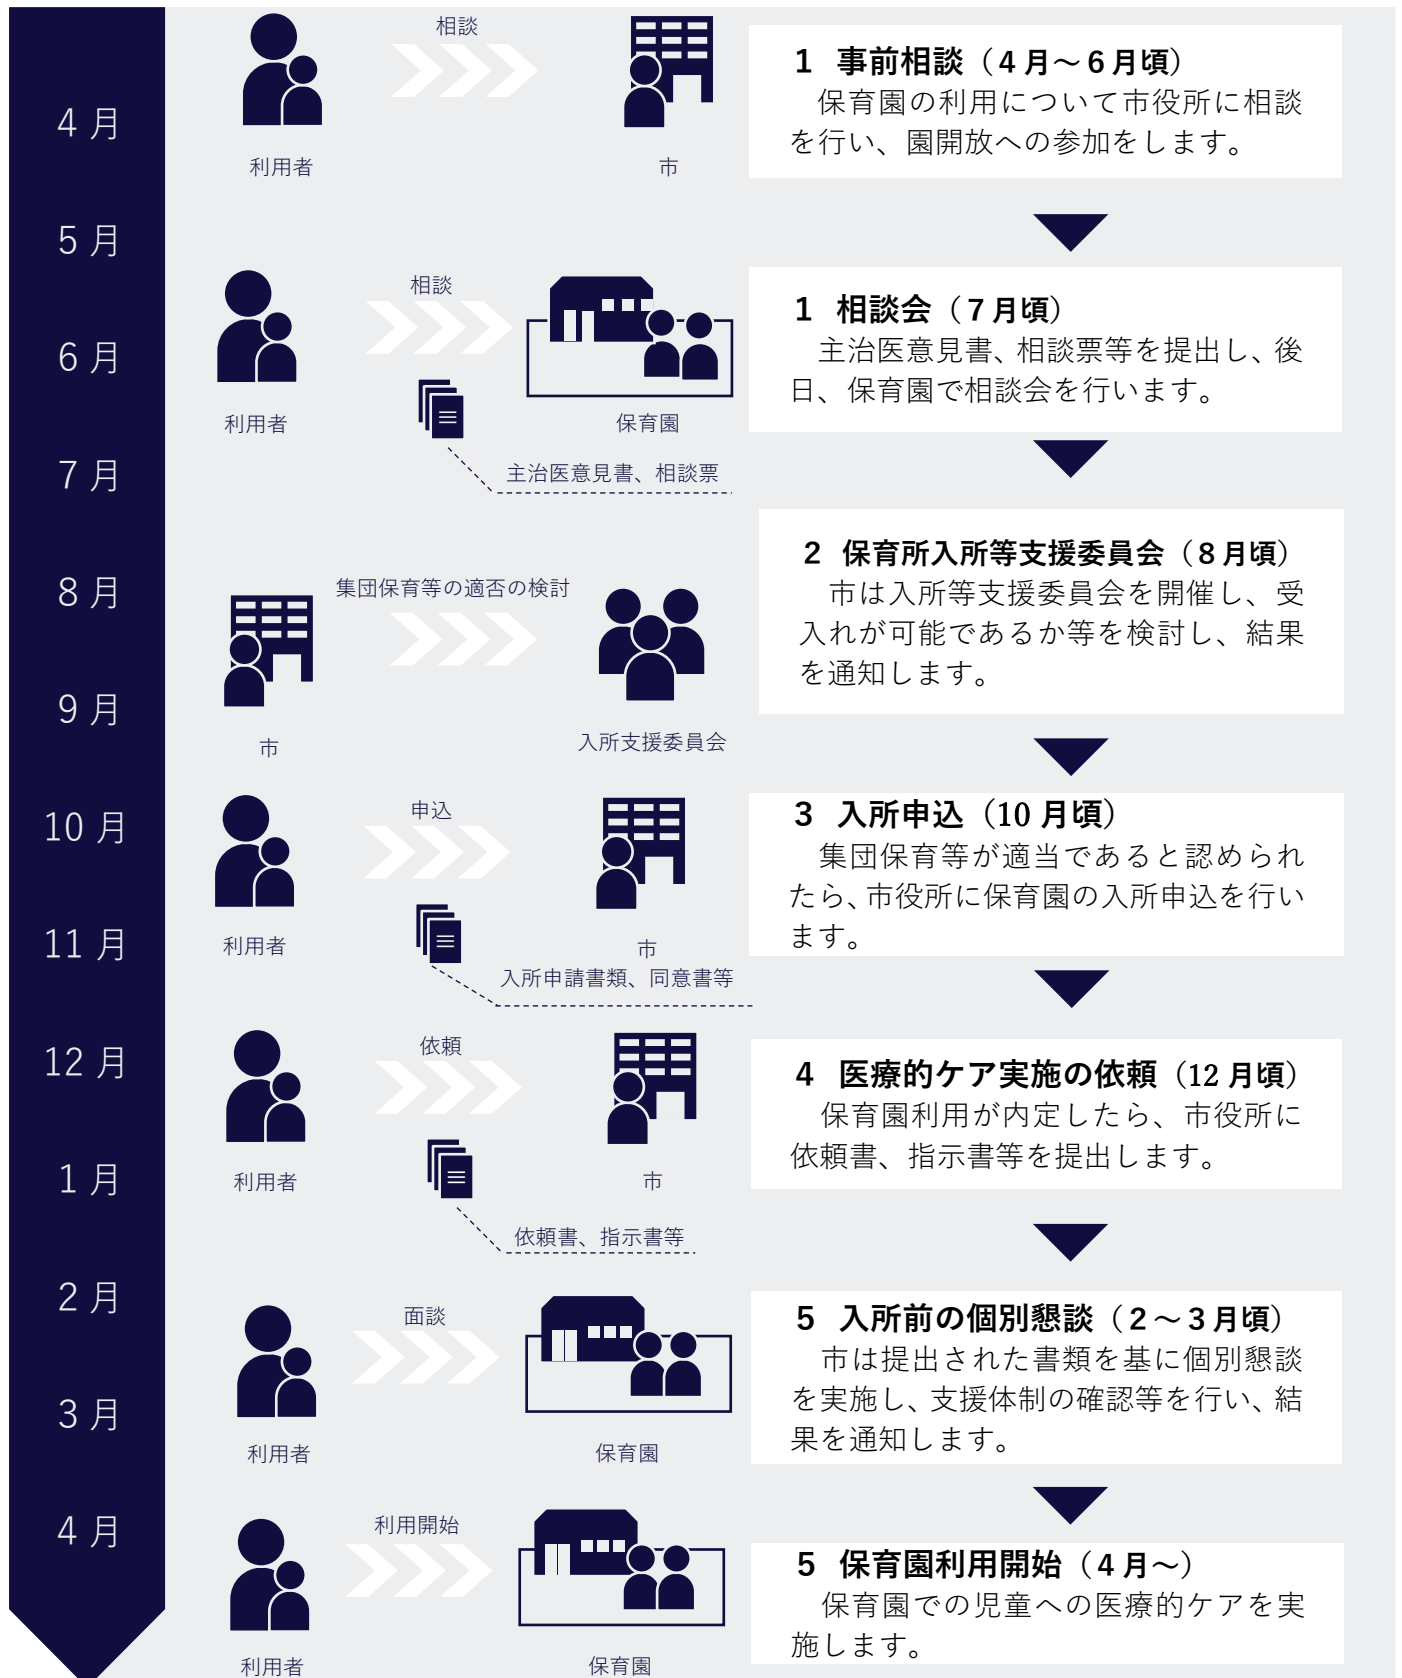 4 月
5 月
6 月
7 月
8 月
9 月
10 月
11 月
12 月
1 月
2 月
3 月
4 月
相談
利用者
市
1 事前相談（４月～６月頃）
保育園の利用について市役所に相談
を行い、園開放への参加をします。
相談
利用者
保育園
主治医意見書、相談票
1 相談会（７月頃）
主治医意見書、相談票等を提出し、後
日、保育園で相談会を行います。
集団保育等の適否の検討
市
入所支援委員会
2 保育所入所等支援委員会（８月頃）
市は入所等支援委員会を開催し、受
入れが可能であるか等を検討し、結果
を通知します。
申込
利用者
市
入所申請書類、同意書等
3 入所申込（10 月頃）
集団保育等が適当であると認められ
たら、市役所に保育園の入所申込を行い
ます。
依頼
利用者
市
依頼書、指示書等
4 医療的ケア実施の依頼（12 月頃）
保育園利用が内定したら、市役所に
依頼書、指示書等を提出します。
面談
利用者
保育園
5 入所前の個別懇談（２～３月頃）
市は提出された書類を基に個別懇談
を実施し、支援体制の確認等を行い、結
果を通知します。
利用開始
利用者
保育園
5 保育園利用開始（４月～）
保育園での児童への医療的ケアを実
施します。